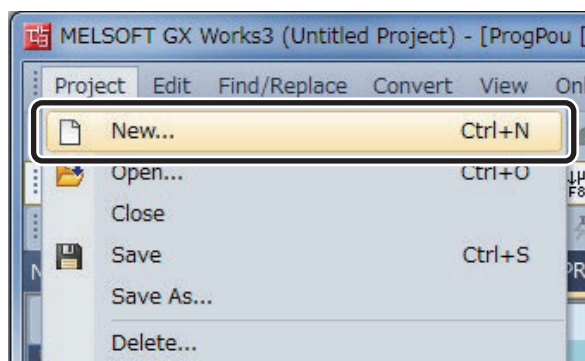 MELSOFT GX Works3 (Untitled Project) - [ProgPou [
Project Edit Find/Replace Convert View
New... Ctrl+N
Open... Ctrl+O
Close
Save Ctrl+S
Save As...
Delete...